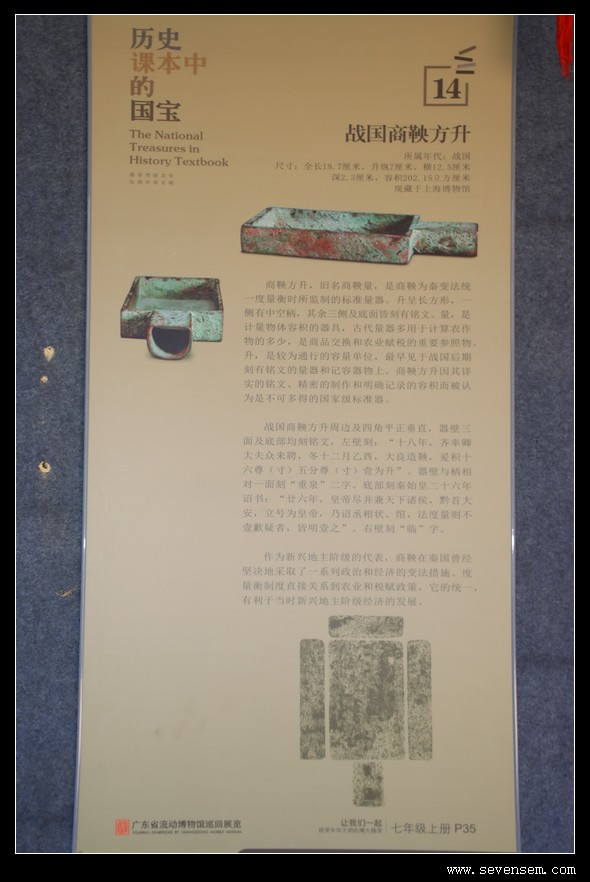 历史
课本中
的
国宝
The National
Treasures in
History Textbook
14
战国商鞅方升
所属年代：战国
尺寸：全长18.7厘米、升纵7厘米，横12.5厘米
深2.3厘米，容积202.15立方厘米
现藏于上海博物馆
商鞅方升，旧名商鞅量，是商鞅为秦变法统
一度量衡时所监制的标准量器。升呈长方形，一
侧有中空柄，其余三侧及底面皆刻有铭文。量，是
计量物体容积的器具，古代量器多用于计算农作
物的多少，是商品交换和农业赋税的重要参照物。
升，是较为通行的容量单位，最早见于战国后期
刻有铭文的量器和记容器物上。商鞅方升因其详
实的铭文、精密的制作和明确记录的容积而被认
为是不可多得的国家级标准器。
战国商鞅方升周边及四角平正垂直，器壁三
面及底部均刻铭文，左壁刻：“十八年，齐率卿
大夫众来聘，冬十二月乙酉，大良造鞅，爰积十
六尊（寸）五分尊（寸）壹为升”。器壁与柄相
对一面刻“重泉”二字。底部刻秦始皇二十六年
诏书：“廿六年，皇帝尽并兼天下诸侯，黔首大
安，立号为皇帝，乃诏丞相状、绾，法度量则不
壹歉疑者，皆明壹之”。右壁刻“临”字。
作为新兴地主阶级的代表，商鞅在秦国曾经
坚决地采取了一系列政治和经济的变法措施。度
量衡制度直接关系到农业和税赋政策，它的统一，
有利于当时新兴地主阶级经济的发展。
广东省流动博物馆巡回展览
让我们一起
七年级上册 P35
www.sevensem.com